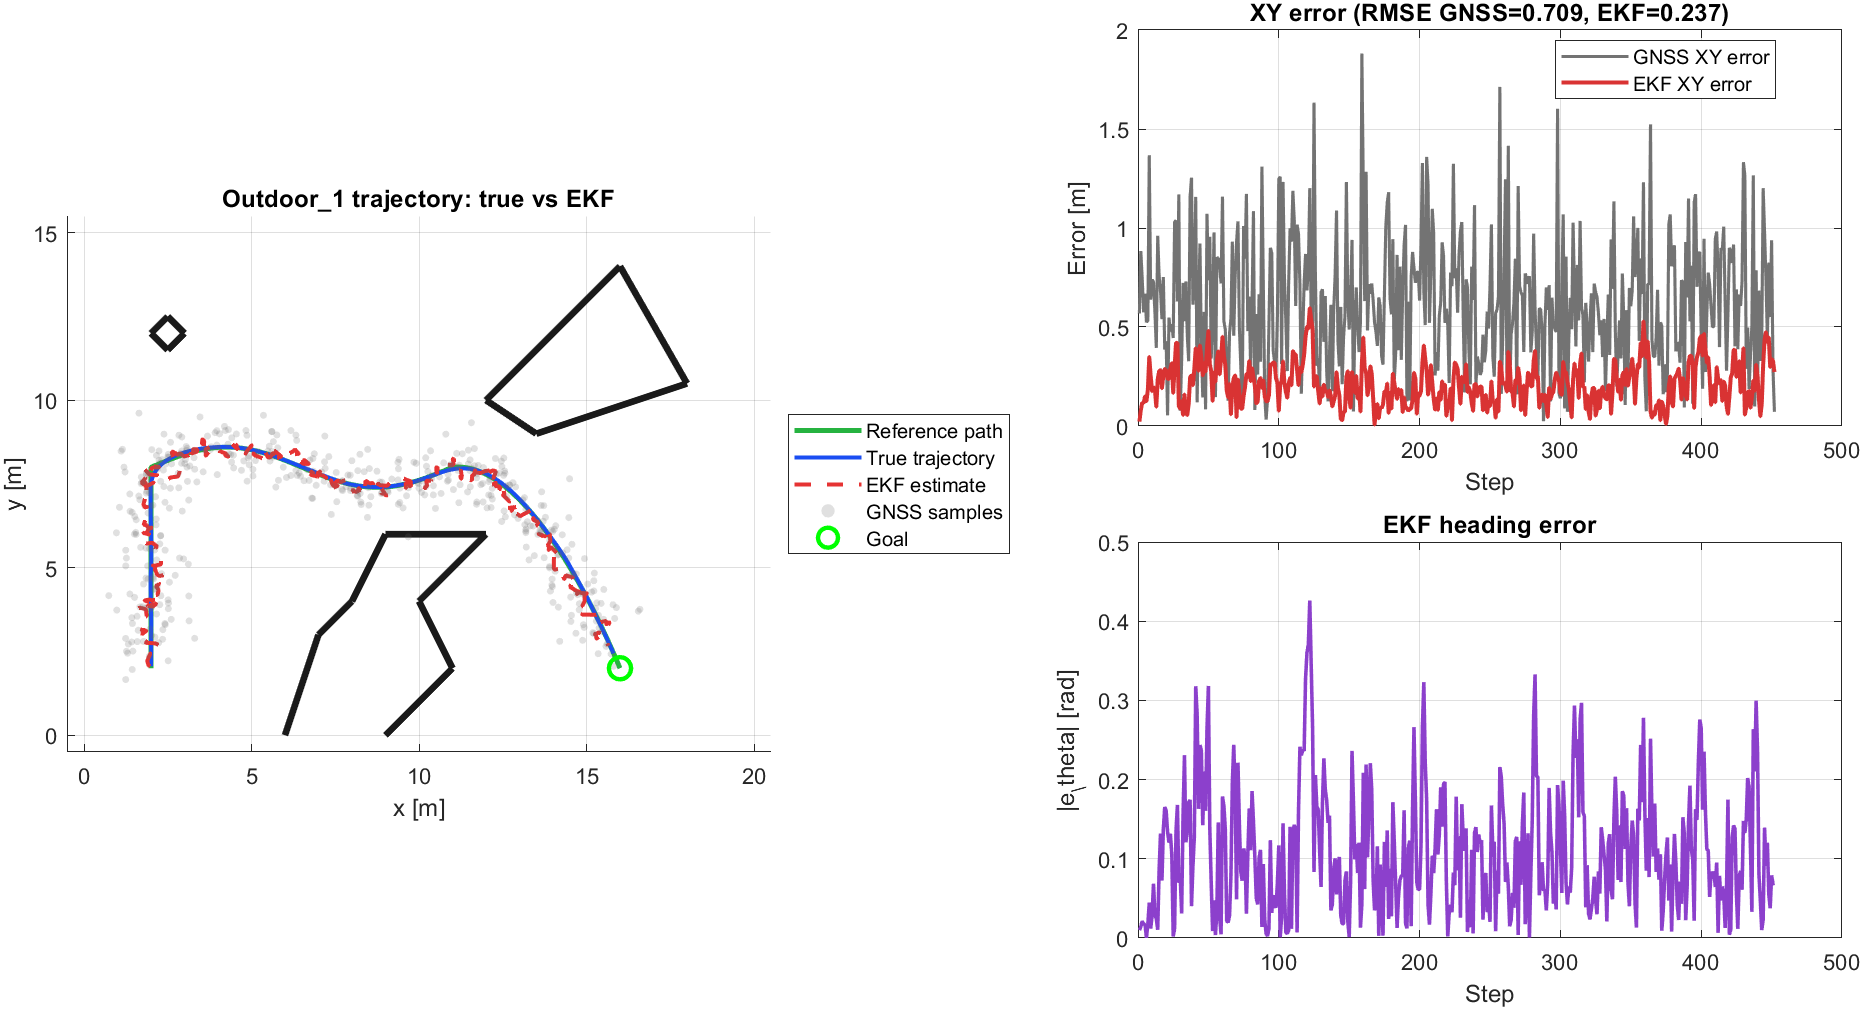 Outdoor_1 trajectory: true vs EKF
15
10
5
0
0
5
10
15
20
y [m]
x [m]
Reference path
True trajectory
EKF estimate
GNSS samples
Goal
XY error (RMSE GNSS=0.709, EKF=0.237)
GNSS XY error
EKF XY error
2
1.5
1
0.5
0
0
100
200
300
400
500
Error [m]
Step
EKF heading error
0.5
0.4
0.3
0.2
0.1
0
0
100
200
300
400
500
|e\theta| [rad]
Step